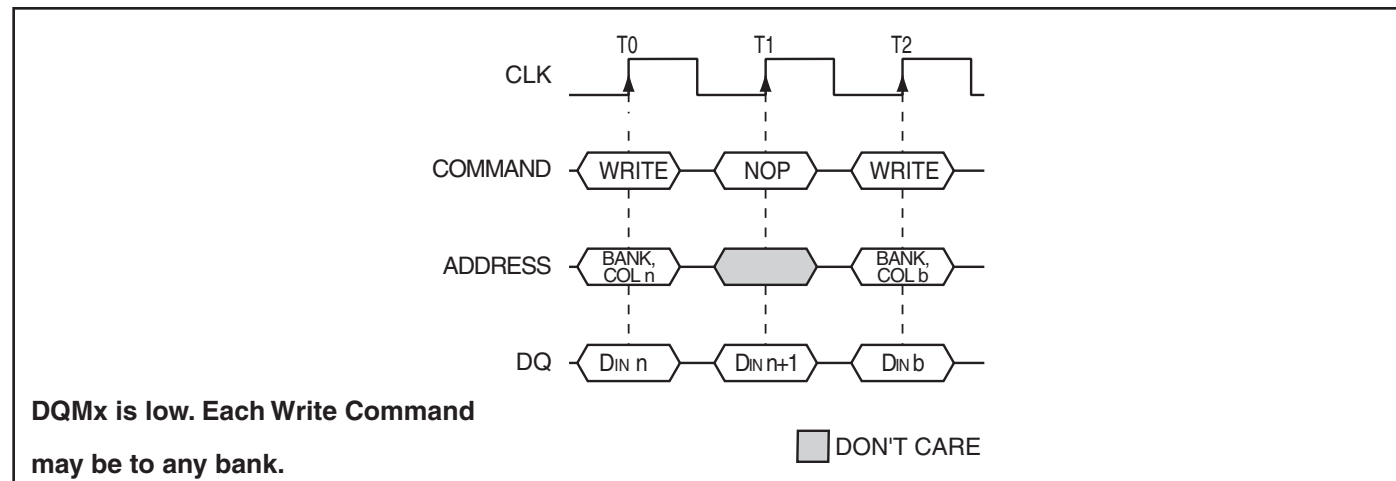 T0 T1 T2
CLK
COMMAND WRITE NOP WRITE
ADDRESS BANK, COL n BANK, COL b
DQ DIN n DIN n+1 DIN b
DQMx is low. Each Write Command
may be to any bank.
DON'T CARE